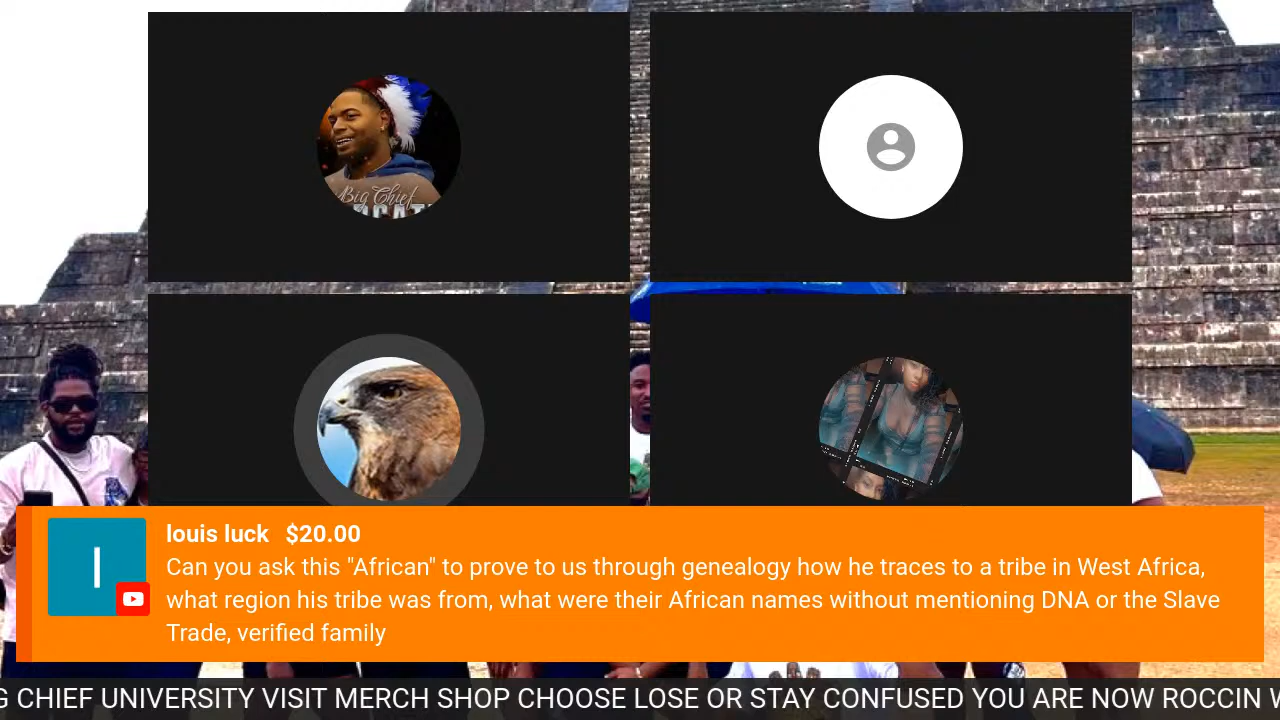 Big Chief
louis luck $20.00
Can you ask this "African" to prove to us through genealogy how he traces to a tribe in West Africa,
what region his tribe was from, what were their African names without mentioning DNA or the Slave
Trade, verified family
G CHIEF UNIVERSITY VISIT MERCH SHOP CHOOSE LOSE OR STAY CONFUSED YOU ARE NOW ROCCIN W